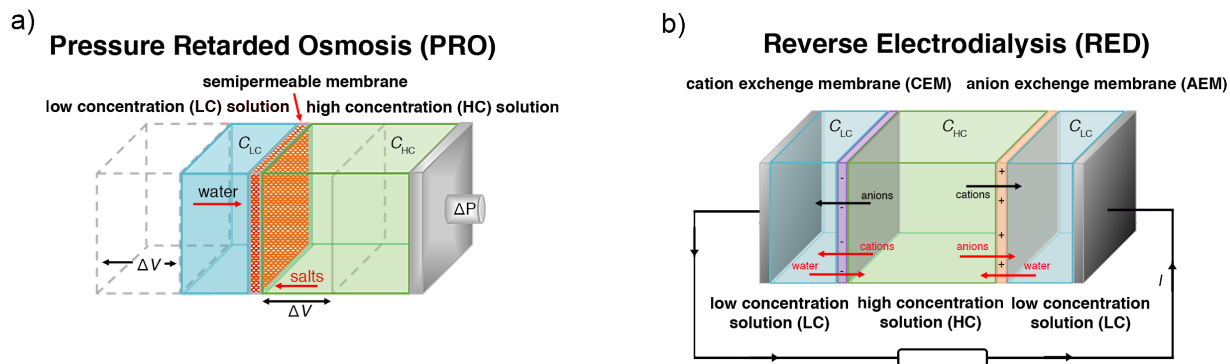 a)
Pressure Retarded Osmosis (PRO)
semipermeable membrane
low concentration (LC) solution high concentration (HC) solution
CLC
CHC
water
ΔP
ΔV
salts
ΔV
b)
Reverse Electrodialysis (RED)
cation exchenge membrane (CEM) anion exchenge membrane (AEM)
CLC
CHC
CLC
-
+
anions
cations
-
+
-
+
cations
anions
water
-
+
water
low concentration
solution (LC)
high concentration
solution (HC)
low concentration
solution (LC)
I